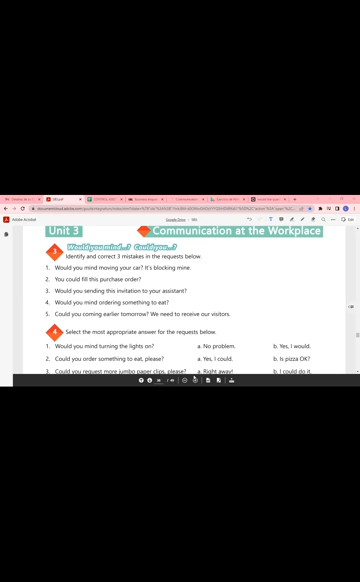 Adobe Acrobat
Edit
Unit 3
Communication at the Workplace
3
Would you mind...? Could you...?
Identify and correct 3 mistakes in the requests below.
1. Would you mind moving your car? It's blocking mine.
2. You could fill this purchase order?
3. Would you sending this invitation to your assistant?
4. Would you mind ordering something to eat?
5. Could you coming earlier tomorrow? We need to receive our visitors.
4
Select the most appropriate answer for the requests below.
1. Would you mind turning the lights on? a. No problem. b. Yes, I would.
2. Could you order something to eat, please? a. Yes, I could. b. Is pizza OK?
3. Could you request more jumbo paper clips, please? a. Right away! b. I could do it.